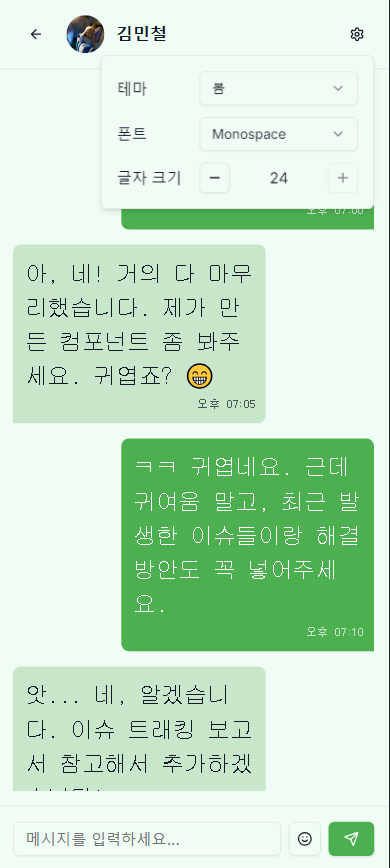 김민철
테마
봄
폰트
Monospace
글자 크기
24
오후 07:00
아, 네! 거의 다 마무
리했습니다. 제가 만
든 컴포넌트 좀 봐주
세요. 귀엽죠? 😁
오후 07:05
ㅋㅋ 귀엽네요. 근데
귀여움 말고, 최근 발
생한 이슈들이랑 해결
방안도 꼭 넣어주세
요.
오후 07:10
앗... 네, 알겠습니
다. 이슈 트래킹 보고
서 참고해서 추가하겠
메시지를 입력하세요...